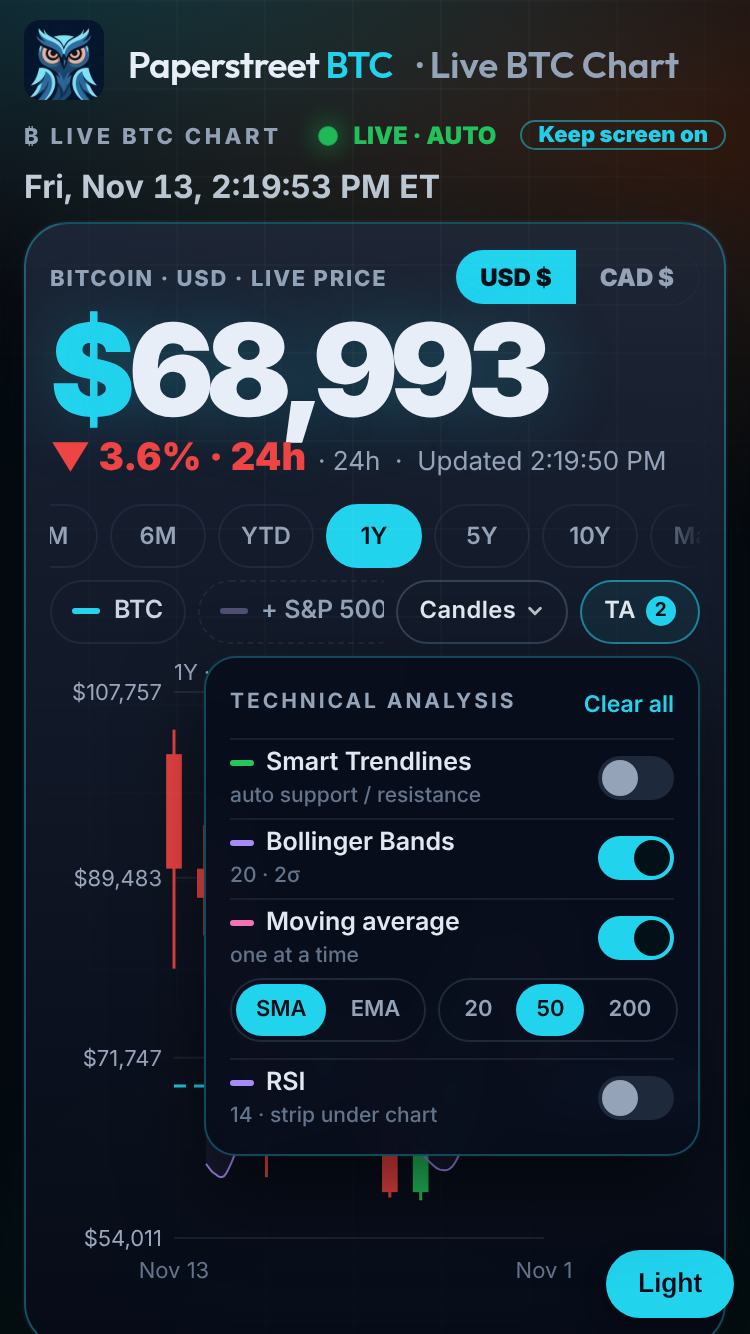 Paperstreet BTC · Live BTC Chart
₿ LIVE BTC CHART LIVE · AUTO Keep screen on
Fri, Nov 13, 2:19:53 PM ET
BITCOIN · USD · LIVE PRICE USD $ CAD $
$68,993
▼ 3.6% · 24h · 24h · Updated 2:19:50 PM
M 6M YTD 1Y 5Y 10Y
BTC + S&P 500 Candles TA 2
1Y ·
$107,757
TECHNICAL ANALYSIS Clear all
Smart Trendlines
auto support / resistance
Bollinger Bands
$89,483
20 · 2σ
Moving average
one at a time
SMA EMA 20 50 200
$71,747
RSI
14 · strip under chart
$54,011
Nov 13 Nov 1
Light